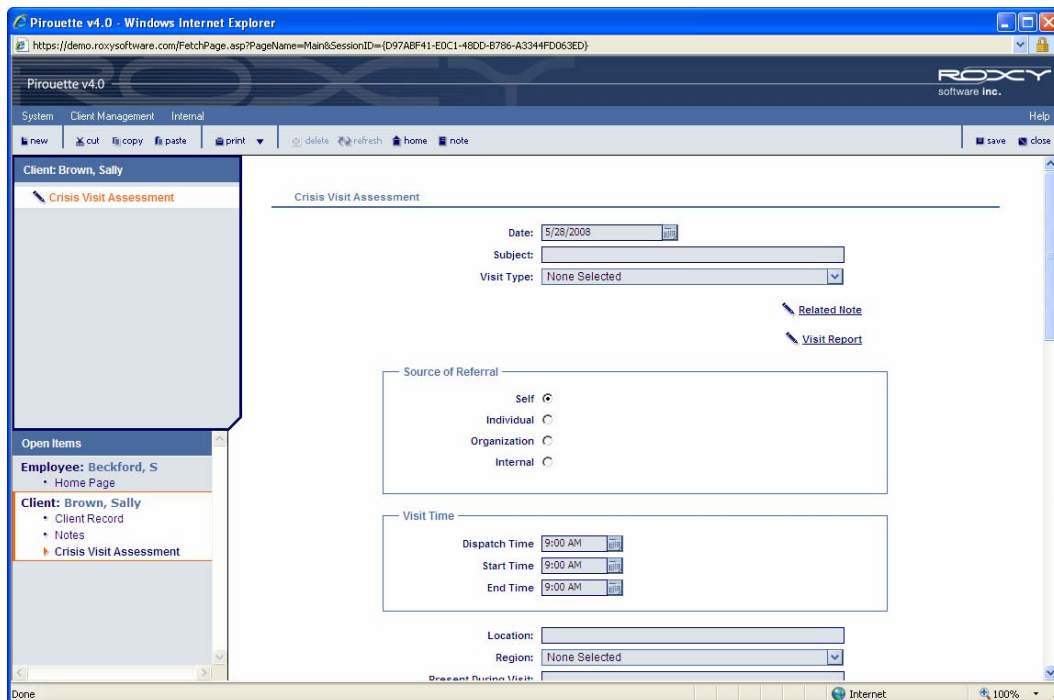 Pirouette v4.0 - Windows Internet Explorer
https://demo.roxysoftware.com/FetchPage.asp?PageName=Main&SessionID={D97ABF41-E0C1-48DD-B786-A3344FD063ED}
Pirouette v4.0
ROXY
software inc.
System Client Management Internal Help
new cut copy paste print delete refresh home note save close
Client: Brown, Sally
Crisis Visit Assessment
Crisis Visit Assessment
Date: 5/28/2008
Subject:
Visit Type: None Selected
Related Note
Visit Report
Source of Referral
Self
Individual
Organization
Internal
Open Items
Employee: Beckford, S
• Home Page
Client: Brown, Sally
• Client Record
• Notes
Crisis Visit Assessment
Visit Time
Dispatch Time 9:00 AM
Start Time 9:00 AM
End Time 9:00 AM
Location:
Region: None Selected
Present During Visit:
Done Internet 100%